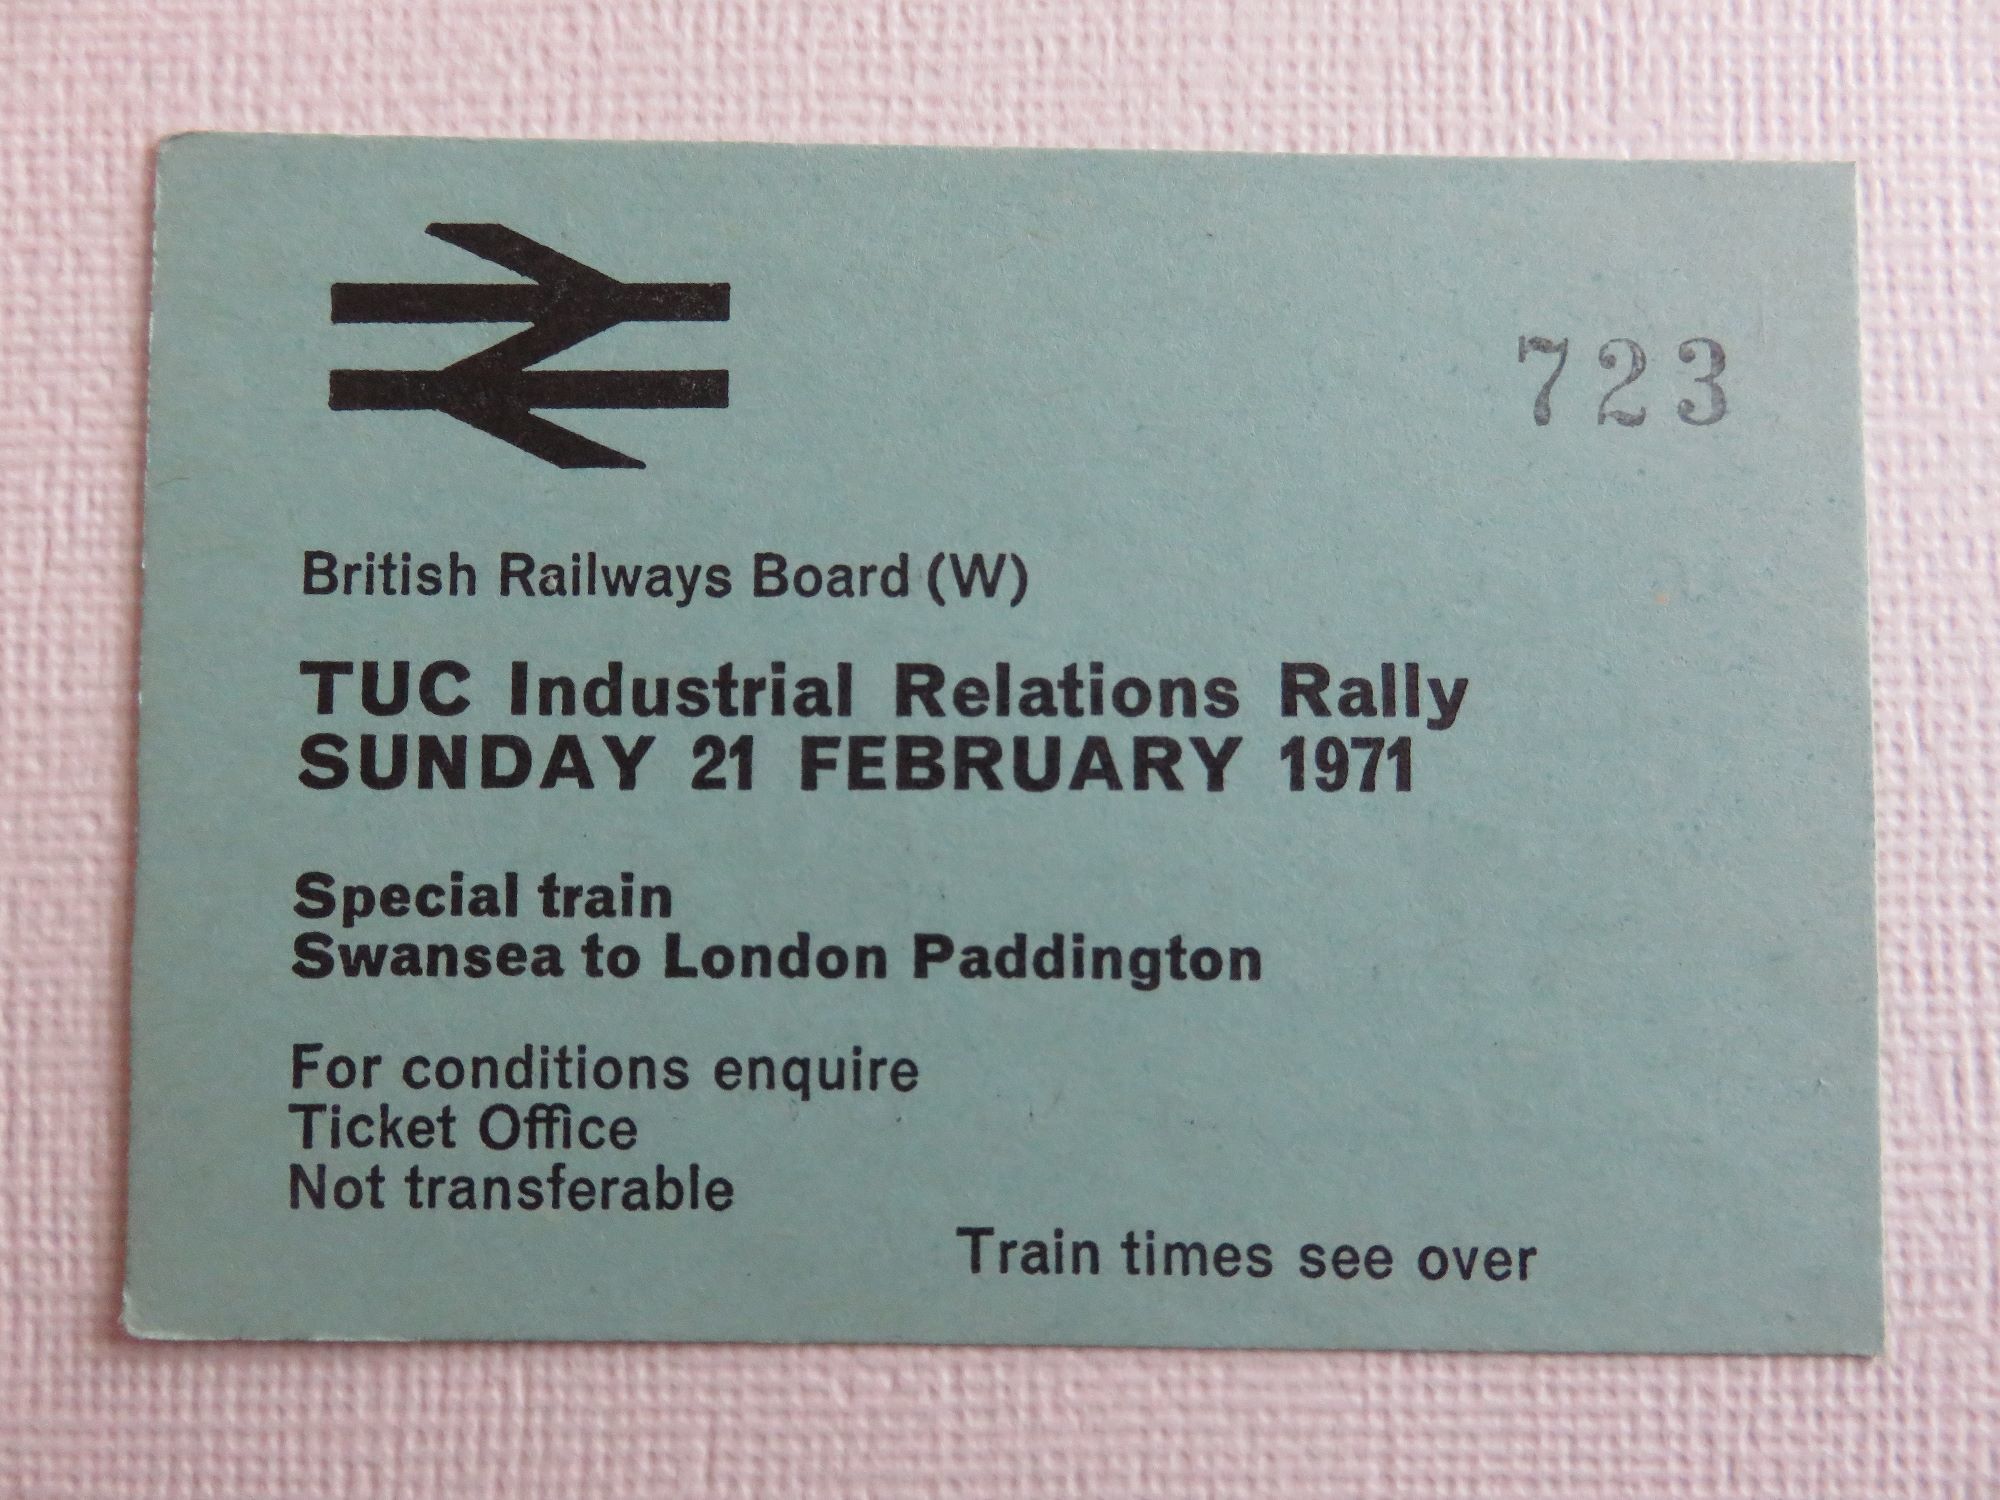 723
British Railways Board (W)
TUC Industrial Relations Rally
SUNDAY 21 FEBRUARY 1971
Special train
Swansea to London Paddington
For conditions enquire
Ticket Office
Not transferable
Train times see over